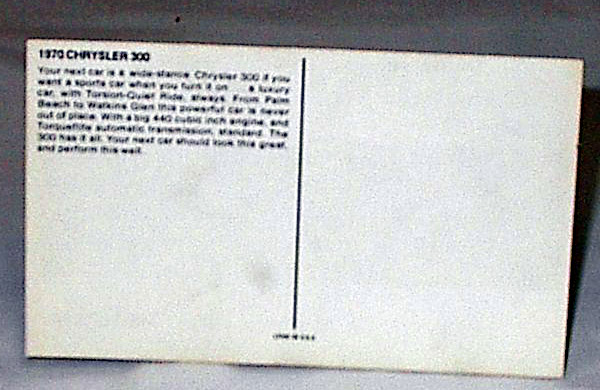 1970 CHRYSLER 300
Your next car is a wide-stance Chrysler 300 if you
want a sports car when you turn it on a luxury
car, with Torsion-Quiet Ride, always. From Palm
Beach to Watkins Glen this powerful car is never
out of place. With a big 440 cubic inch engine, and
Torqueflite automatic transmission, standard. The
300 has it all. Your next car should look this great,
and perform this well.